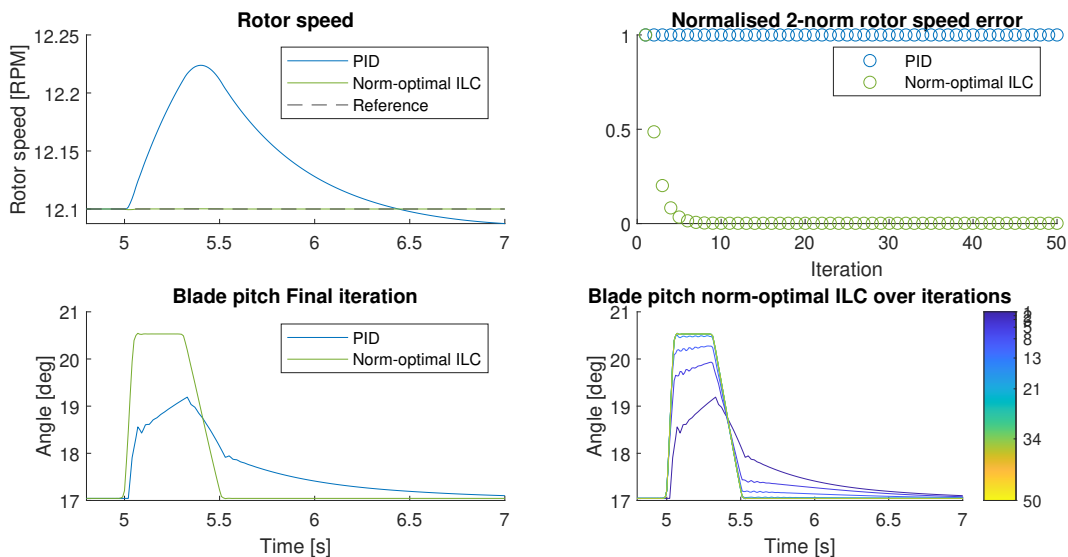 Rotor speed
Rotor speed [RPM]
12.25
12.2
12.15
12.1
5
5.5
6
6.5
7
PID
Norm-optimal ILC
Reference
Normalised 2-norm rotor speed error
1
0.5
0
0
10
20
30
40
50
Iteration
PID
Norm-optimal ILC
Blade pitch Final iteration
Angle [deg]
21
20
19
18
17
5
5.5
6
6.5
7
Time [s]
PID
Norm-optimal ILC
Blade pitch norm-optimal ILC over iterations
Angle [deg]
21
20
19
18
17
5
5.5
6
6.5
7
Time [s]
8
13
21
34
50